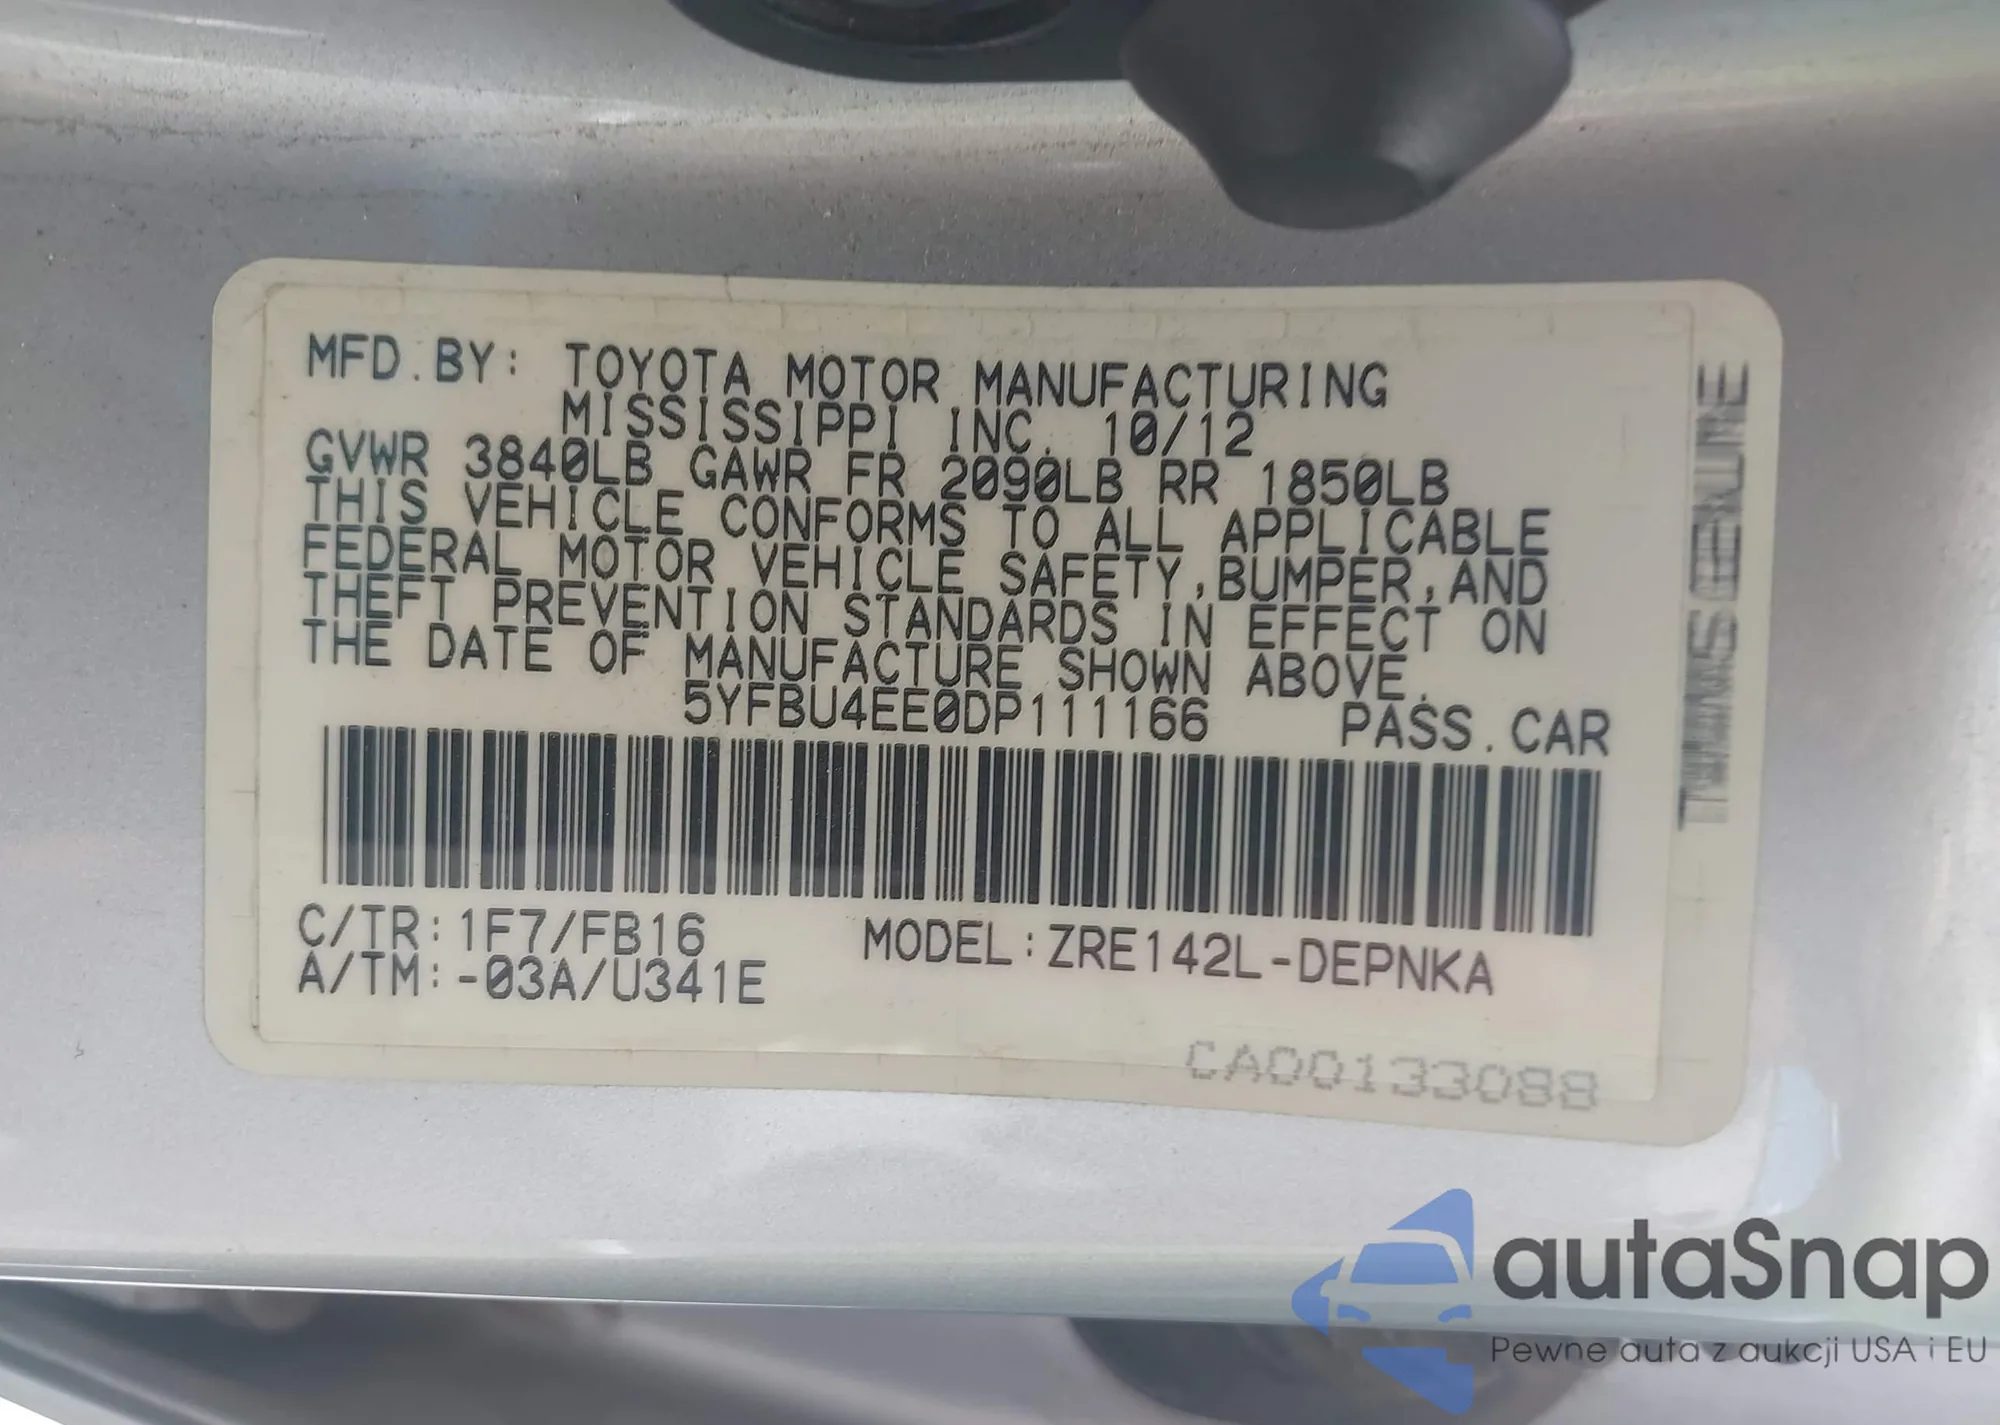 MFD.BY: TOYOTA MOTOR MANUFACTURING
MISSISSIPPI INC. 10/12
GVWR 3840LB GAWR FR 2090LB RR 1850LB
THIS VEHICLE CONFORMS TO ALL APPLICABLE
FEDERAL MOTOR VEHICLE SAFETY,BUMPER,AND
THEFT PREVENTION STANDARDS IN EFFECT ON
THE DATE OF MANUFACTURE SHOWN ABOVE.
5YFBU4EE0DP111166 PASS.CAR
C/TR:1F7/FB16 MODEL:ZRE142L-DEPNKA
A/TM:-03A/U341E
CA00133088
autaSnap
Pewne auta z aukcji USA i EU